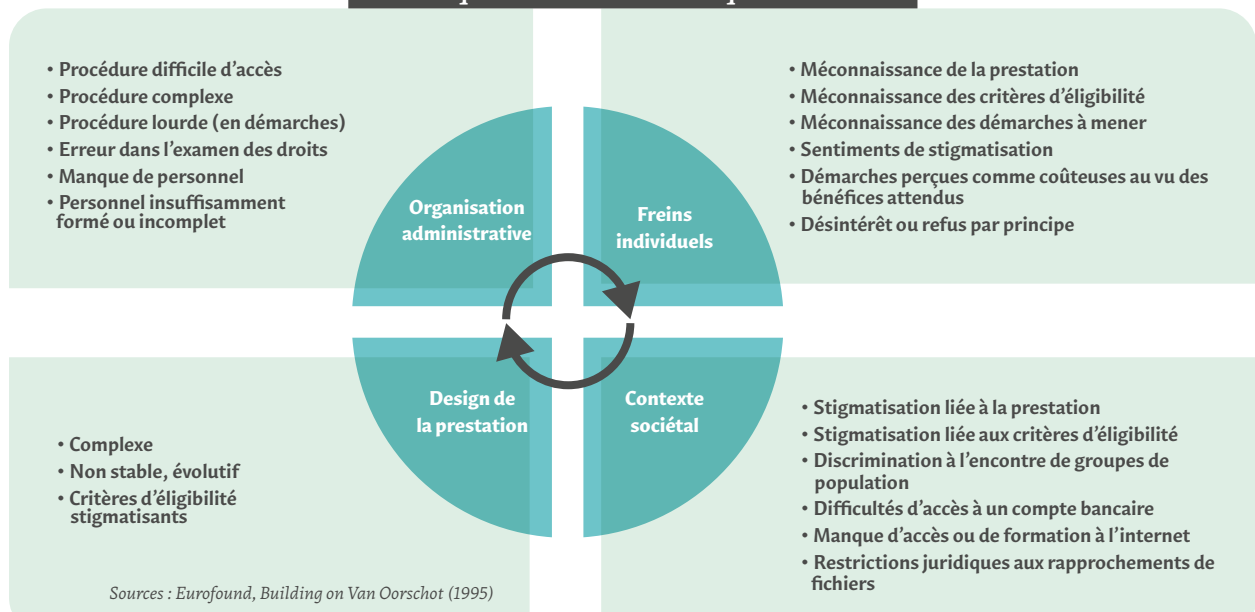 • Procédure difficile d'accès
• Procédure complexe
• Procédure lourde (en démarches)
• Erreur dans l'examen des droits
• Manque de personnel
• Personnel insuffisamment
formé ou incomplet
Organisation
administrative
• Méconnaissance de la prestation
• Méconnaissance des critères d'éligibilité
• Méconnaissance des démarches à mener
• Sentiments de stigmatisation
• Démarches perçues comme coûteuses au vu des
bénéfices attendus
• Désintérêt ou refus par principe
Freins
individuels
• Complexe
• Non stable, évolutif
• Critères d'éligibilité
stigmatisants
Design de
la prestation
Contexte
sociétal
• Stigmatisation liée à la prestation
• Stigmatisation liée aux critères d'éligibilité
• Discrimination à l'encontre de groupes de
population
• Difficultés d'accès à un compte bancaire
• Manque d'accès ou de formation à l'internet
• Restrictions juridiques aux rapprochements de
fichiers
Sources : Eurofound, Building on Van Oorschot (1995)